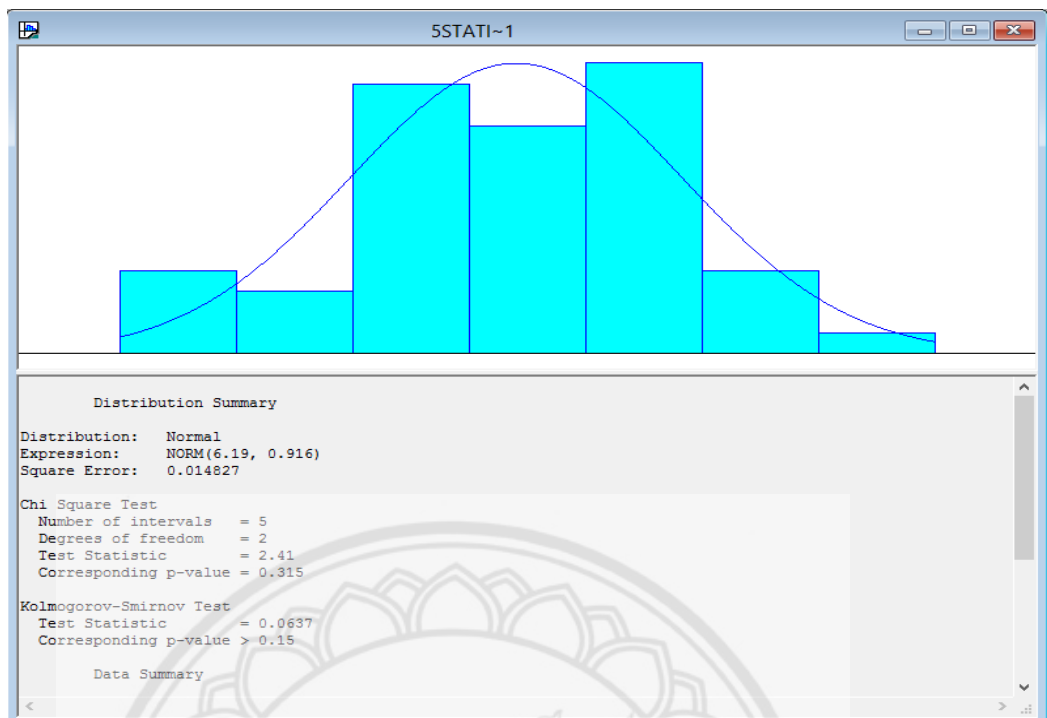 5STATI~1
Distribution Summary
Distribution: Normal
Expression: NORM(6.19, 0.916)
Square Error: 0.014827
Chi Square Test
Number of intervals = 5
Degrees of freedom = 2
Test Statistic = 2.41
Corresponding p-value = 0.315
Kolmogorov-Smirnov Test
Test Statistic = 0.0637
Corresponding p-value > 0.15
Data Summary